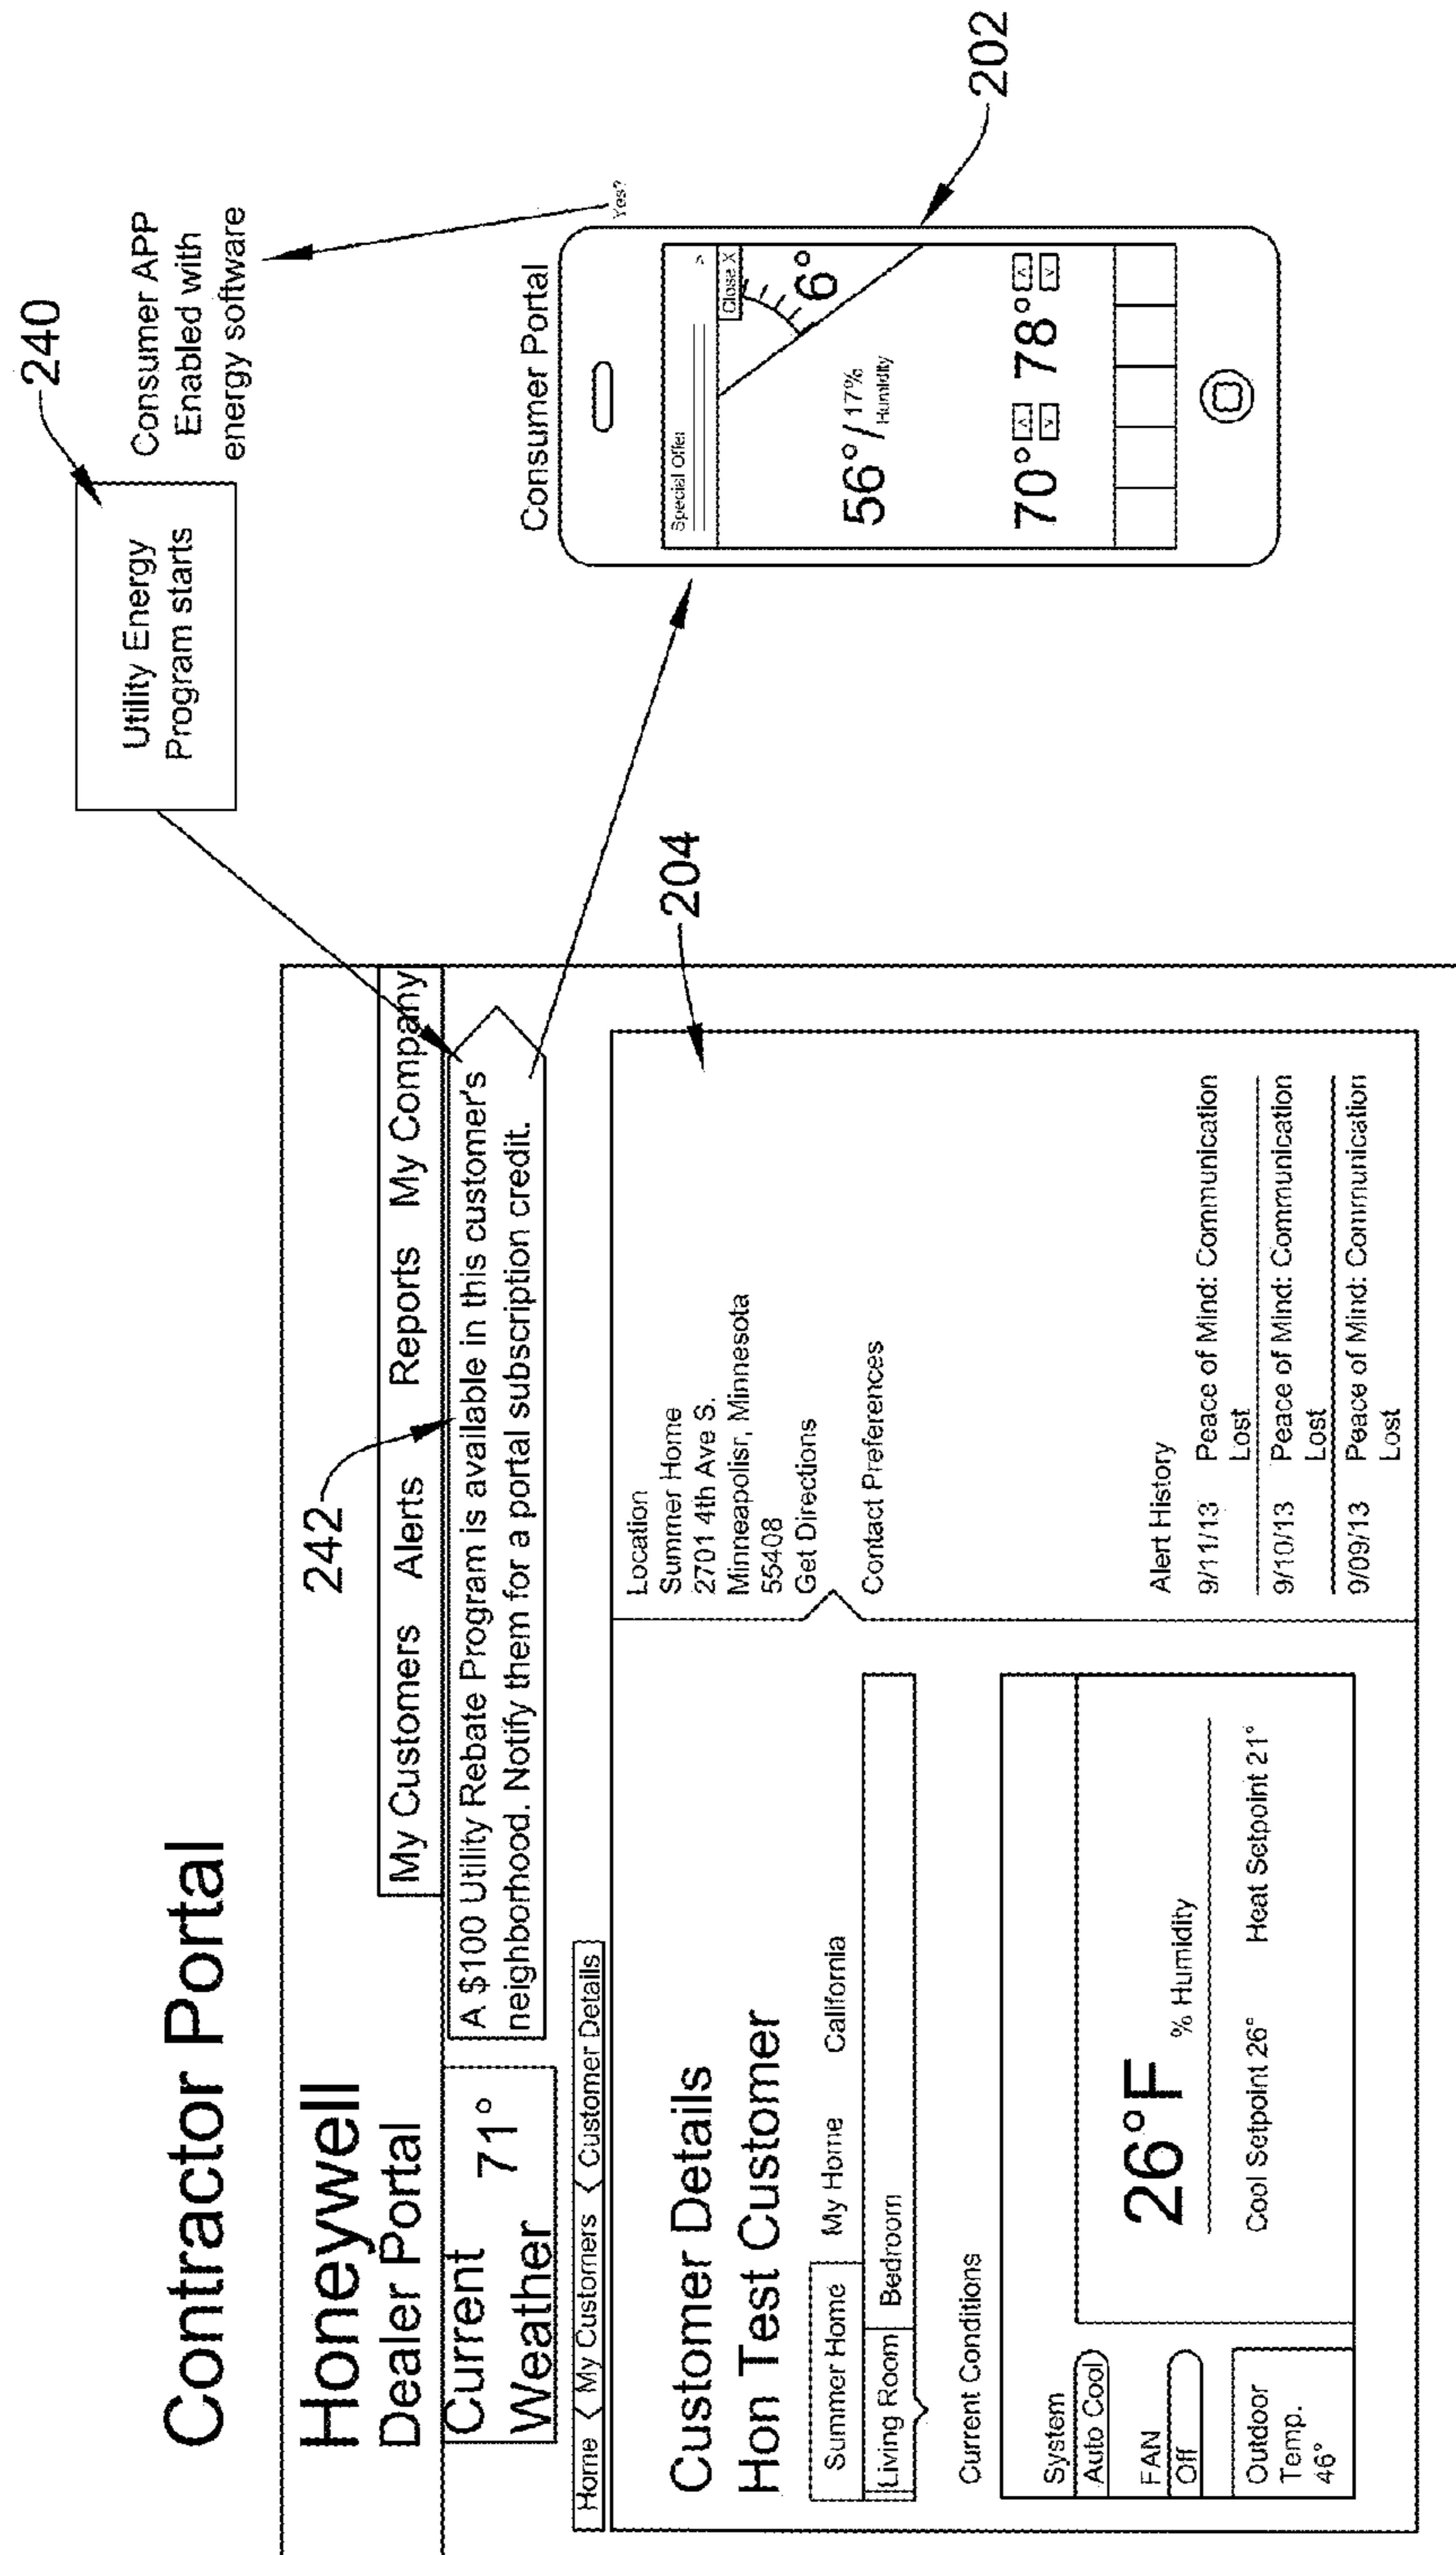 Contractor Portal
240
Utility Energy
Program starts
Consumer APP
Enabled with
energy software
242
Honeywell
Dealer Portal
My Customers Alerts Reports My Company
Current
Weather
71°
A $100 Utility Rebate Program is available in this customer's
neighborhood. Notify them for a portal subscription credit.
Home < My Customers < Customer Details
Customer Details
Hon Test Customer
Summer Home My Home California
Living Room Bedroom
Current Conditions
System
Auto Cool
FAN
Off
Outdoor
Temp.
46°
26°F
% Humidity
Cool Setpoint 26° Heat Setpoint 21°
204
Location
Summer Home
2701 4th Ave S.
Minneapolisr, Minnesota
55408
Get Directions
Contact Preferences
Alert History
9/11/13 Peace of Mind: Communication
Lost
9/10/13 Peace of Mind: Communication
Lost
9/09/13 Peace of Mind: Communication
Lost
Consumer Portal
Yes?
Special Offer >
Close X
6°
56°/17%
Humidity
70° ^ v 78° ^ v
202